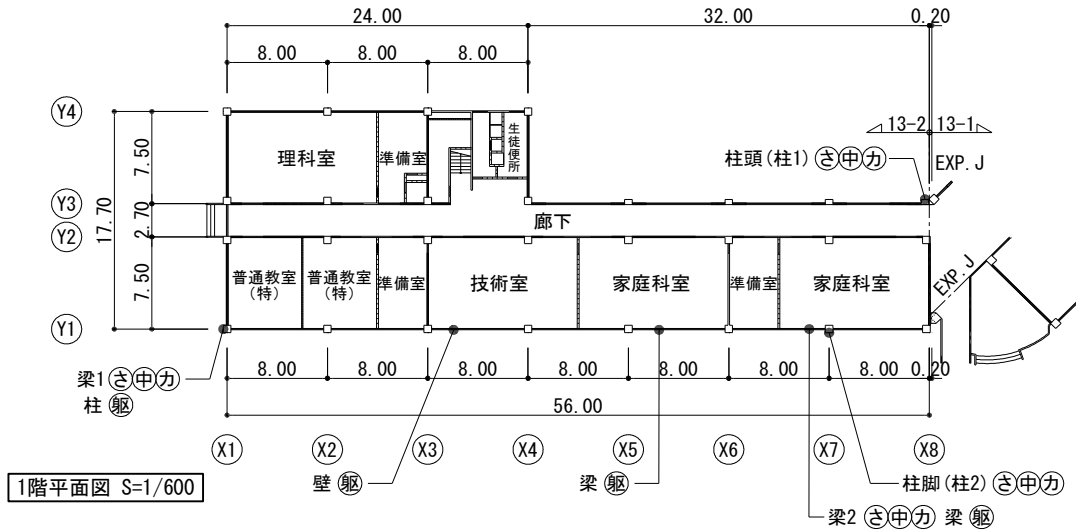 24.00 32.00 0.20
8.00 8.00 8.00
Y4
Y3
Y2
Y1
17.70
7.50
2.70
7.50
理科室
準備室
生徒便所
13-2 13-1
柱頭(柱1) さ 中 カ
EXP.J
廊下
普通教室
(特)
普通教室
(特)
準備室
技術室
家庭科室
準備室
家庭科室
EXP.J
梁1 さ 中 カ
柱 躯
8.00 8.00 8.00 8.00 8.00 8.00 8.00 0.20
56.00
X1 X2 X3 X4 X5 X6 X7 X8
1階平面図 S=1/600
壁 躯
梁 躯
柱脚(柱2) さ 中 カ
梁2 さ 中 カ 梁 躯